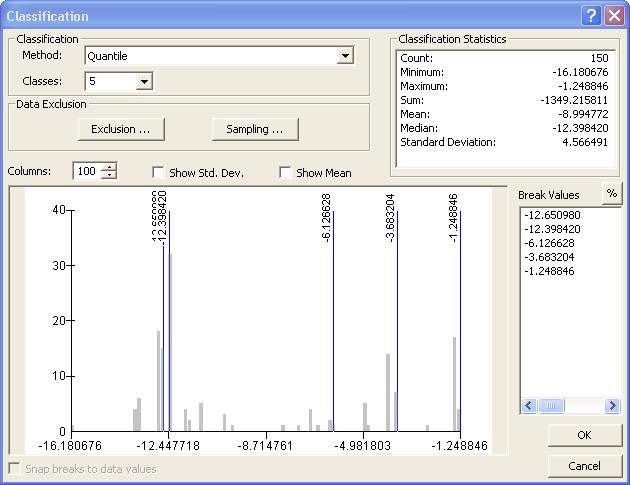 Classification
Classification
Method: Quantile
Classes: 5
Data Exclusion
Exclusion ...
Sampling ...
Classification Statistics
Count: 150
Minimum: -16.180676
Maximum: -1.248846
Sum: -1349.215811
Mean: -8.994772
Median: -12.398420
Standard Deviation: 4.566491
Columns: 100
Show Std. Dev.
Show Mean
Break Values
%
-12.650980
-12.398420
-6.126628
-3.683204
-1.248846
40
30
20
10
0
-12.650980
-12.398420
-6.126628
-3.683204
-1.248846
-16.180676
-12.447718
-8.714761
-4.981803
-1.248846
Snap breaks to data values
OK
Cancel